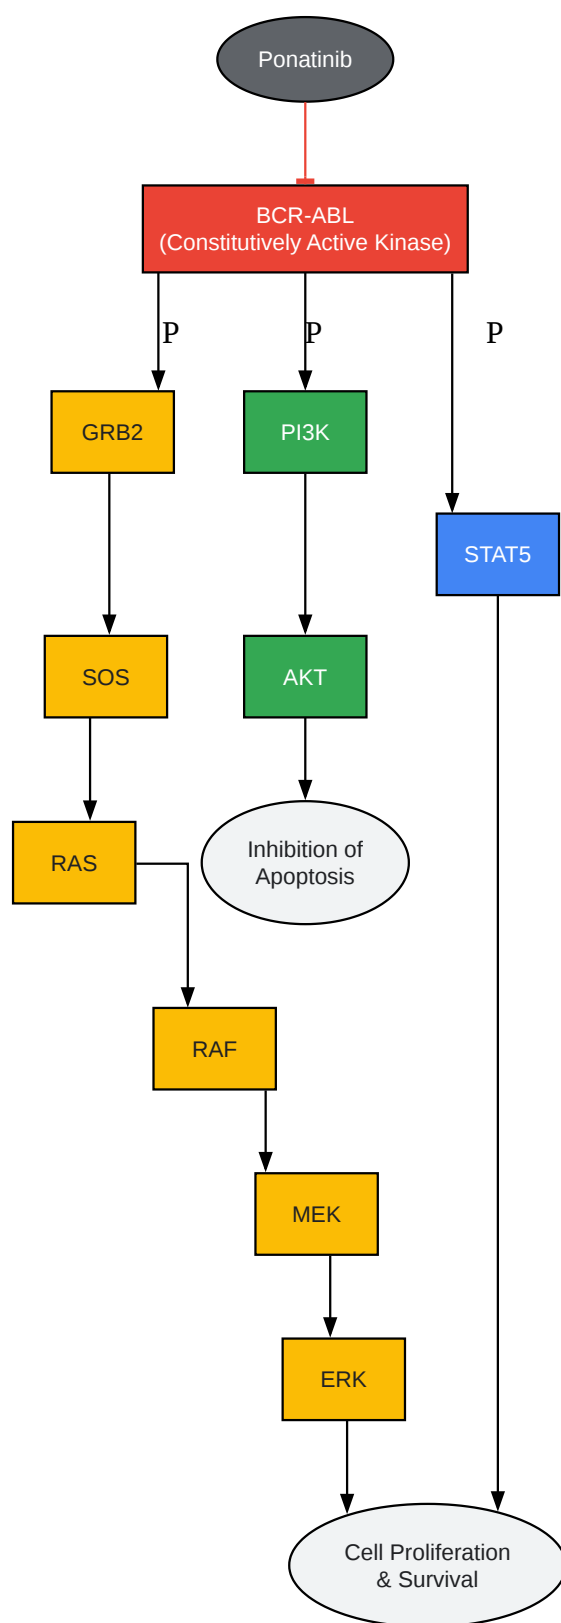 Ponatinib
BCR-ABL
(Constitutively Active Kinase)
P
P
P
GRB2
PI3K
STAT5
SOS
AKT
RAS
Inhibition of
Apoptosis
RAF
MEK
ERK
Cell Proliferation
& Survival